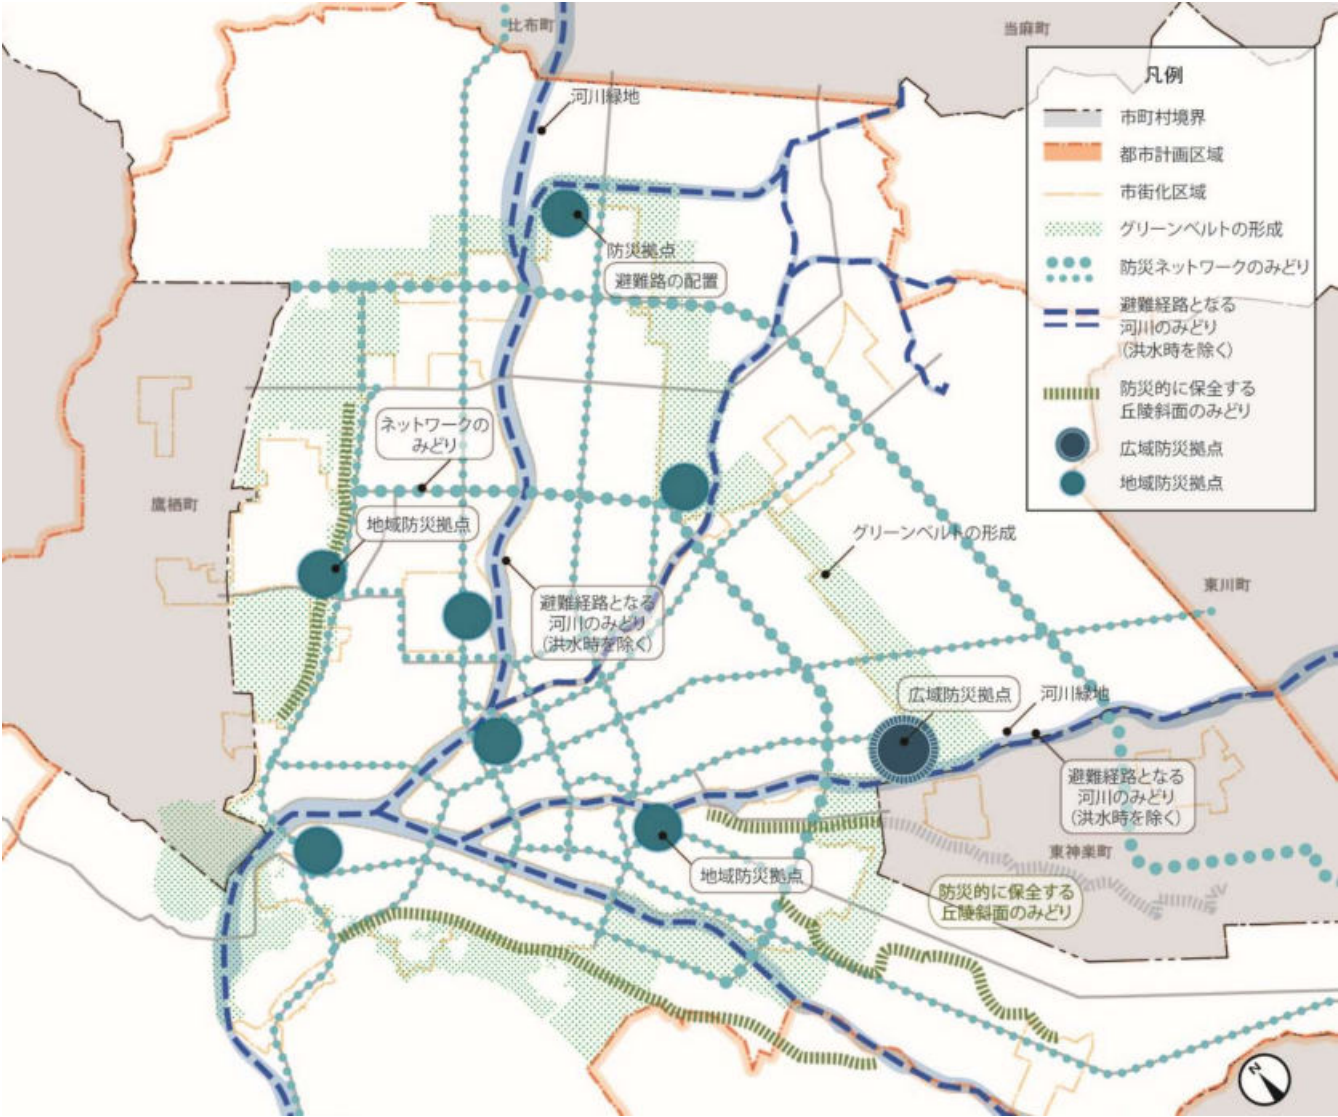 比布町
当麻町
凡例
市町村境界
都市計画区域
市街化区域
グリーンベルトの形成
防災ネットワークのみどり
避難経路となる
河川のみどり
(洪水時を除く)
防災的に保全する
丘陵斜面のみどり
広域防災拠点
地域防災拠点
河川緑地
防災拠点
避難路の配置
ネットワークの
みどり
鷹栖町
地域防災拠点
グリーンベルトの形成
避難経路となる
河川のみどり
(洪水時を除く)
東川町
広域防災拠点
河川緑地
避難経路となる
河川のみどり
(洪水時を除く)
東神楽町
地域防災拠点
防災的に保全する
丘陵斜面のみどり
N